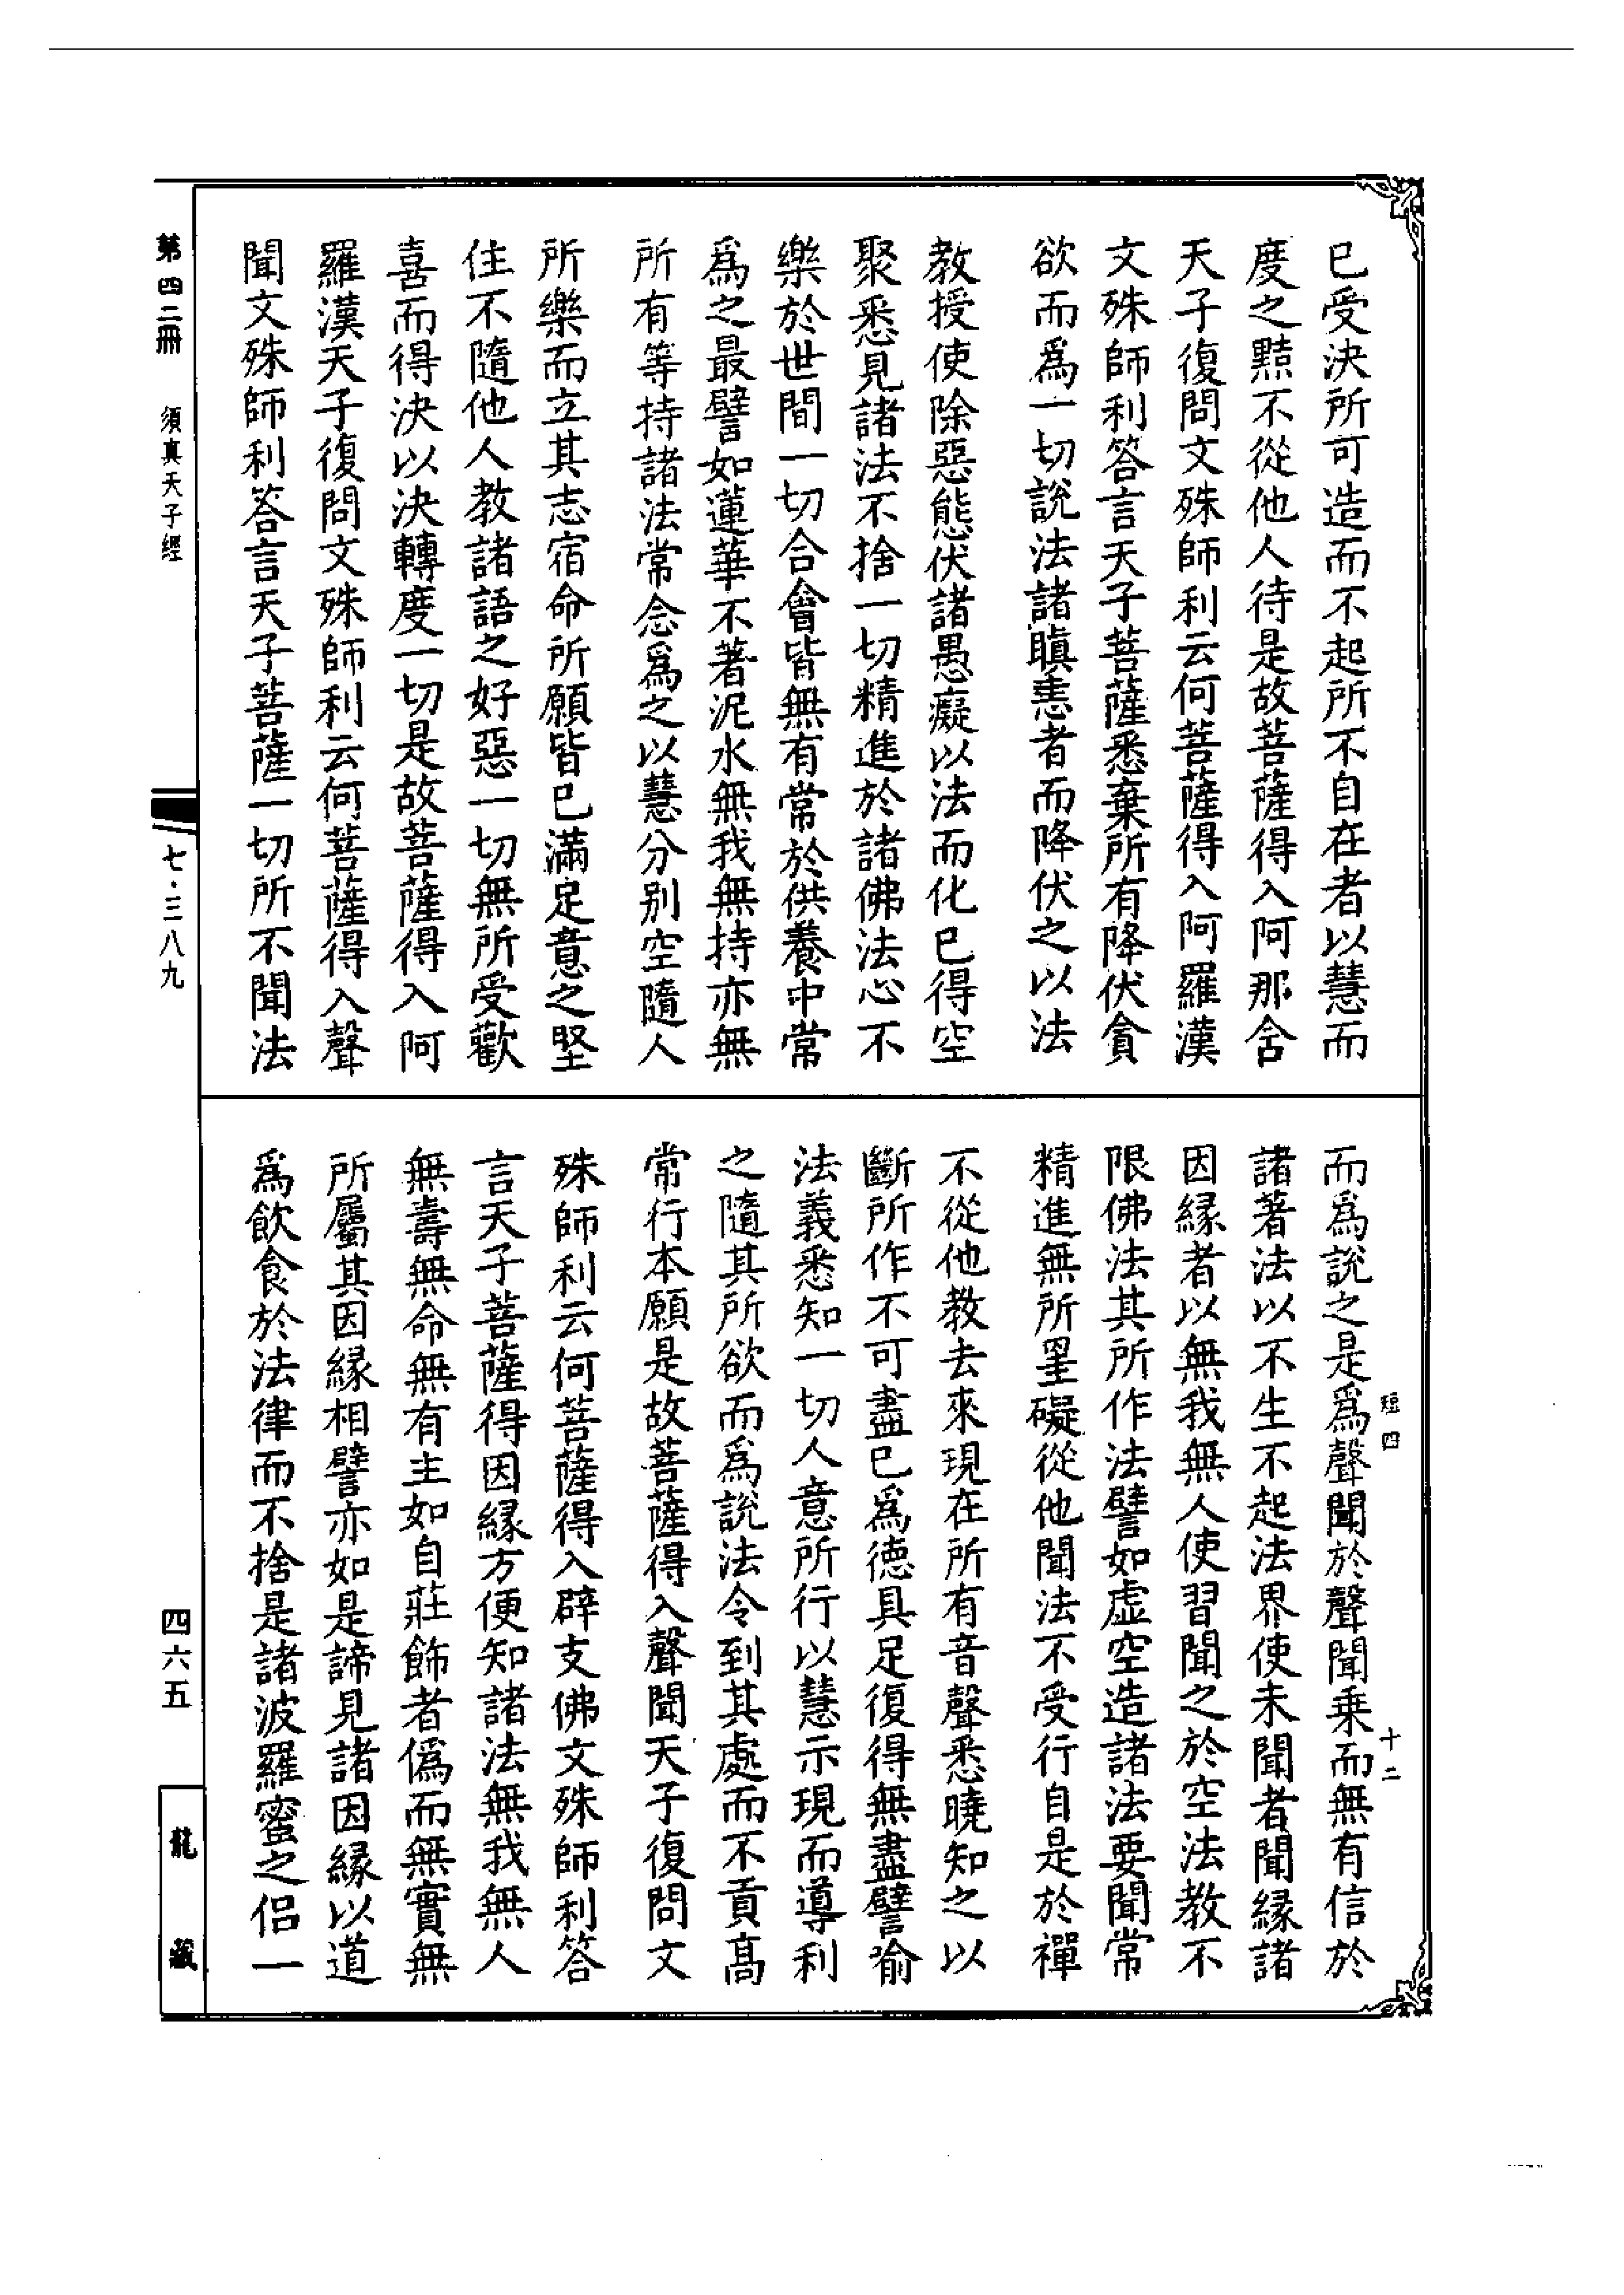 已受決所可造而不起所不自在者以慧而
度之黠不從他人待是故菩薩得入阿那含
天子復問文殊師利云何菩薩得入阿羅漢
文殊師利答言天子菩薩悉棄所有降伏貪
欲而爲一切說法諸瞋恚者而降伏之以法
教授使除惡態伏諸愚癡以法而化已得空
聚悉見諸法不捨一切精進於諸佛法心不
樂於世間一切合會皆無有常於供養中常
爲之最譬如蓮華不著泥水無我無持亦無
所有等持諸法常念爲之以慧分別空隨人
所樂而立其志宿命所願皆已滿足意之堅
住不隨他人教諸語之好惡一切無所受歡
喜而得決以決轉度一切是故菩薩得入阿
羅漢天子復問文殊師利云何菩薩得入聲
聞文殊師利答言天子菩薩一切所不聞法
而爲說之是爲聲聞於聲聞乘而無有信於
諸著法以不生不起法界使未聞者聞緣諸
因緣者以無我無人使習聞之於空法教不
限佛法其所作法譬如虛空造諸法要聞常
精進無所罣礙從他聞法不受行自是於禪
不從他教去來現在所有音聲悉曉知之以
斷所作不可盡已爲德具足復得無盡譬喻
法義悉知一切人意所行以慧示現而導利
之隨其所欲而爲說法令到其處而不貢高
常行本願是故菩薩得入聲聞天子復問文
殊師利云何菩薩得入辟支佛文殊師利答
言天子菩薩得因緣方便知諸法無我無人
無壽無命無有主如自莊飾者僞而無實無
所屬其因緣相譬亦如是諦見諸因緣以道
爲飲食於法律而不捨是諸波羅蜜之侶一
短四
十二
第四二冊 須真天子經
七·三八九
四六五
龍藏